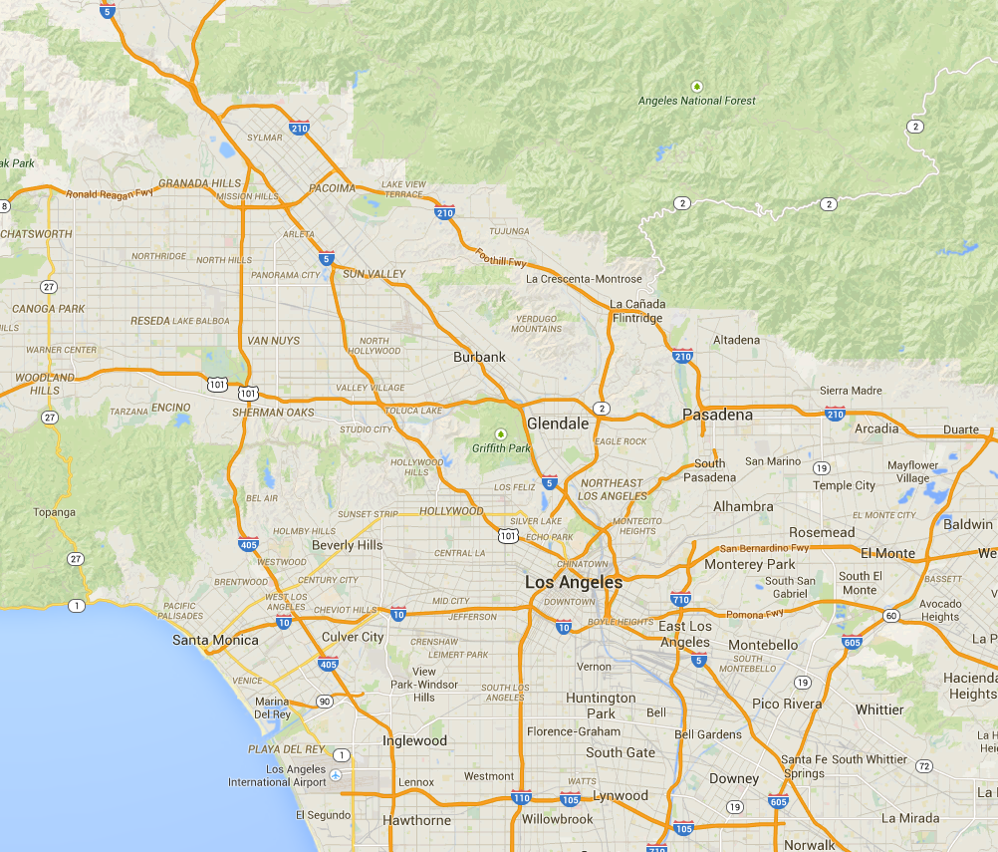 5
Angeles National Forest
210
2
SYLMAR
ak Park
GRANADA HILLS
PACOIMA
LAKE VIEW
TERRACE
Ronald Reagan Fwy
MISSION HILLS
8
2
2
210
CHATSWORTH
ARLETA
TUJUNGA
NORTHRIDGE
NORTH HILLS
5
Foothill Fwy
PANORAMA CITY
SUN VALLEY
La Crescenta-Montrose
27
CANOGA PARK
La Cañada
Flintridge
RESEDA
LAKE BALBOA
VERDUGO
MOUNTAINS
ILLS
VAN NUYS
NORTH
HOLLYWOOD
Altadena
WARNER CENTER
Burbank
210
WOODLAND
HILLS
101
101
VALLEY VILLAGE
Sierra Madre
TARZANA
ENCINO
SHERMAN OAKS
TOLUCA LAKE
2
Pasadena
210
27
STUDIO CITY
Glendale
Arcadia
Duarte
Griffith Park
EAGLE ROCK
HOLLYWOOD
HILLS
South
Pasadena
San Marino
19
Mayflower
Village
BEL AIR
LOS FELIZ
5
NORTHEAST
LOS ANGELES
Temple City
Topanga
SUNSET STRIP
HOLLYWOOD
Alhambra
EL MONTE CITY
SILVER LAKE
MONTECITO
HEIGHTS
Baldwin
HOLMBY HILLS
101
ECHO PARK
Rosemead
405
Beverly Hills
CENTRAL LA
San Bernardino Fwy
El Monte
We
27
WESTWOOD
CHINATOWN
Monterey Park
BRENTWOOD
CENTURY CITY
Los Angeles
South San
Gabriel
South El
Monte
BASSETT
1
PACIFIC
PALISADES
WEST LOS
ANGELES
CHEVIOT HILLS
10
MID CITY
JEFFERSON
DOWNTOWN
710
V
Avocado
Heights
10
10
BOYLE HEIGHTS
Pomona Fwy
60
Santa Monica
Culver City
CRENSHAW
East Los
Angeles
Montebello
605
La P
LEIMERT PARK
405
Vernon
5
SOUTH
MONTEBELLO
View
Park-Windsor
Hills
VENICE
SOUTH LOS
ANGELES
19
Hacienda
Heights
90
Marina
Del Rey
Huntington
Park
Bell
Pico Rivera
Whittier
Florence-Graham
Bell Gardens
La H
Hei
PLAYA DEL REY
1
Inglewood
South Gate
Santa Fe
Springs
South Whittier
72
Los Angeles
International Airport
Lennox
Westmont
WATTS
Downey
La
110
105
Lynwood
605
El Segundo
19
Hawthorne
Willowbrook
105
La Mirada
710
Norwalk